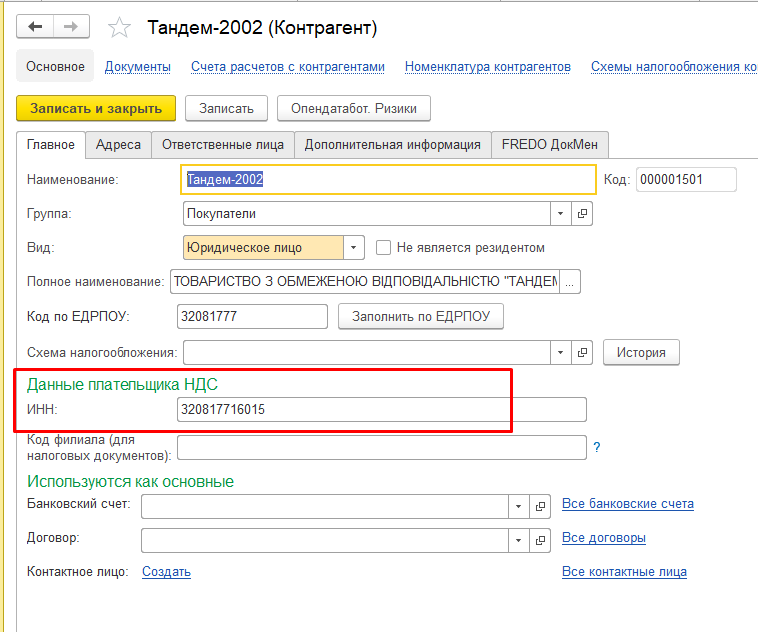 Тандем-2002 (Контрагент)
Основное Документы Счета расчетов с контрагентами Номенклатура контрагентов Схемы налогообложения ко
Записать и закрыть Записать Опендатабот. Ризики
Главное Адреса Ответственные лица Дополнительная информация FREDO ДокМен
Наименование: Тандем-2002 Код: 000001501
Группа: Покупатели
Вид: Юридическое лицо Не является резидентом
Полное наименование: ТОВАРИСТВО З ОБМЕЖЕНОЮ ВІДПОВІДАЛЬНІСТЮ "ТАНДЕМ ...
Код по ЕДРПОУ: 32081777 Заполнить по ЕДРПОУ
Схема налогообложения: История
Данные плательщика НДС
ИНН: 320817716015
Код филиала (для
налоговых документов): ?
Используются как основные
Банковский счет: Все банковские счета
Договор: Все договоры
Контактное лицо: Создать Все контактные лица